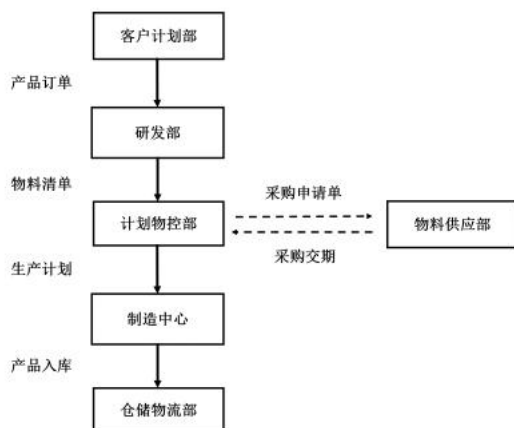 客户计划部
产品订单
研发部
物料清单
采购申请单
计划物控部
物料供应部
采购交期
生产计划
制造中心
产品入库
仓储物流部